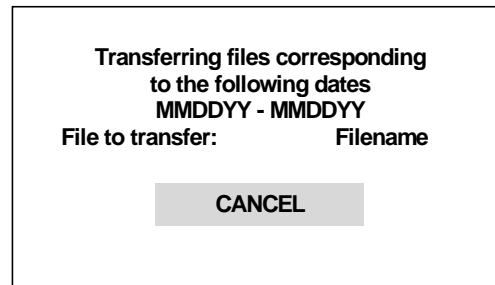 Transferring files corresponding
to the following dates
MMDDYY - MMDDYY
File to transfer: Filename
CANCEL